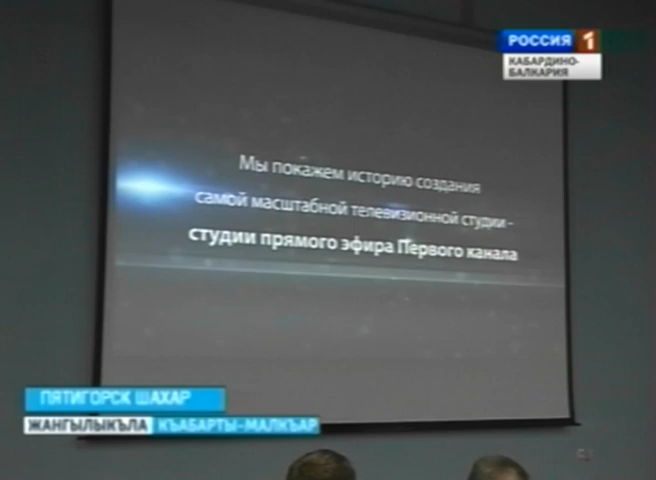 РОССИЯ 1
КАБАРДИНО-
БАЛКАРИЯ
Мы покажем историю создания
самой масштабной телевизионной студии -
студии прямого эфира Первого канала
ПЯТИГОРСК ШАХАР
ЖАНГЫЛЫКЪЛА КЪАБАРТЫ-МАЛКЪАР